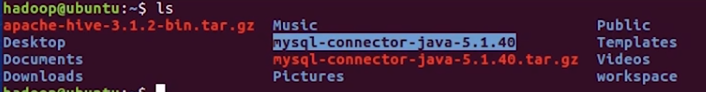 hadoop@ubuntu:~$ ls
apache-hive-3.1.2-bin.tar.gz Music Public
Desktop mysql-connector-java-5.1.40 Templates
Documents mysql-connector-java-5.1.40.tar.gz Videos
Downloads Pictures workspace
hadoop@ubuntu:~$